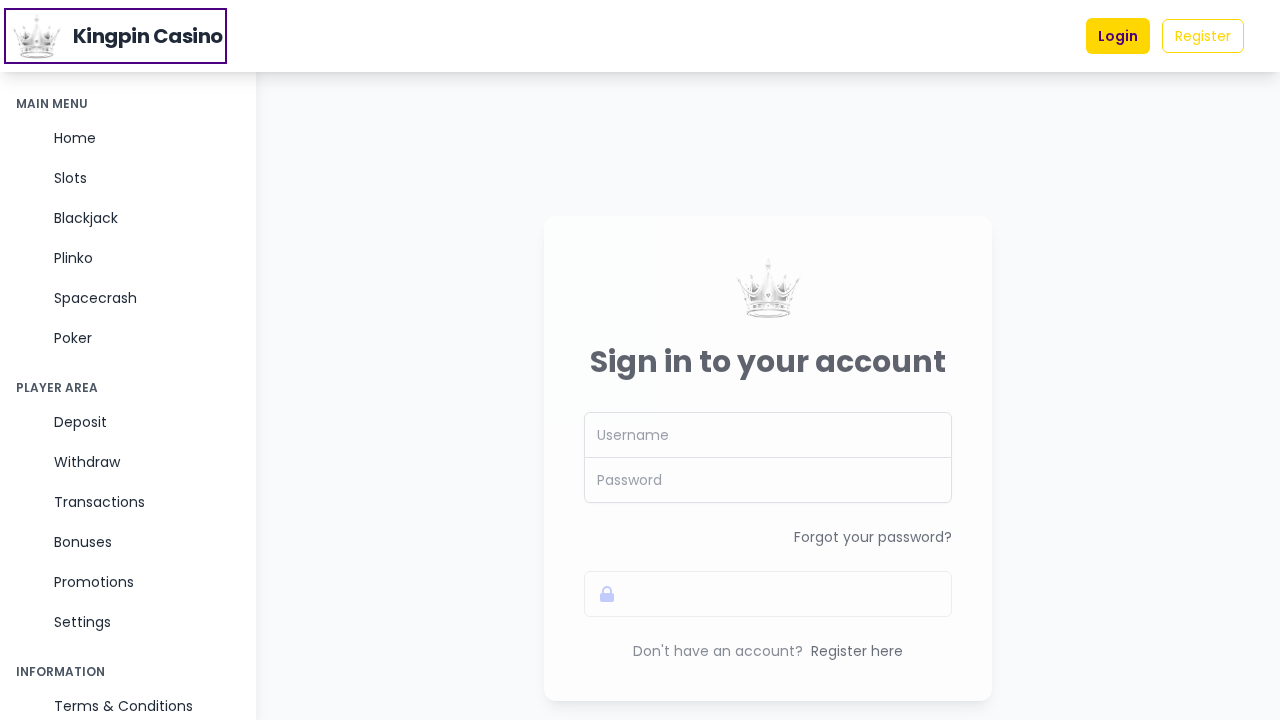 Kingpin Casino
Login
Register
MAIN MENU
Home
Slots
Blackjack
Plinko
Spacecrash
Poker
PLAYER AREA
Deposit
Withdraw
Transactions
Bonuses
Promotions
Settings
INFORMATION
Terms & Conditions
Sign in to your account
Username
Password
Forgot your password?
Don't have an account? Register here